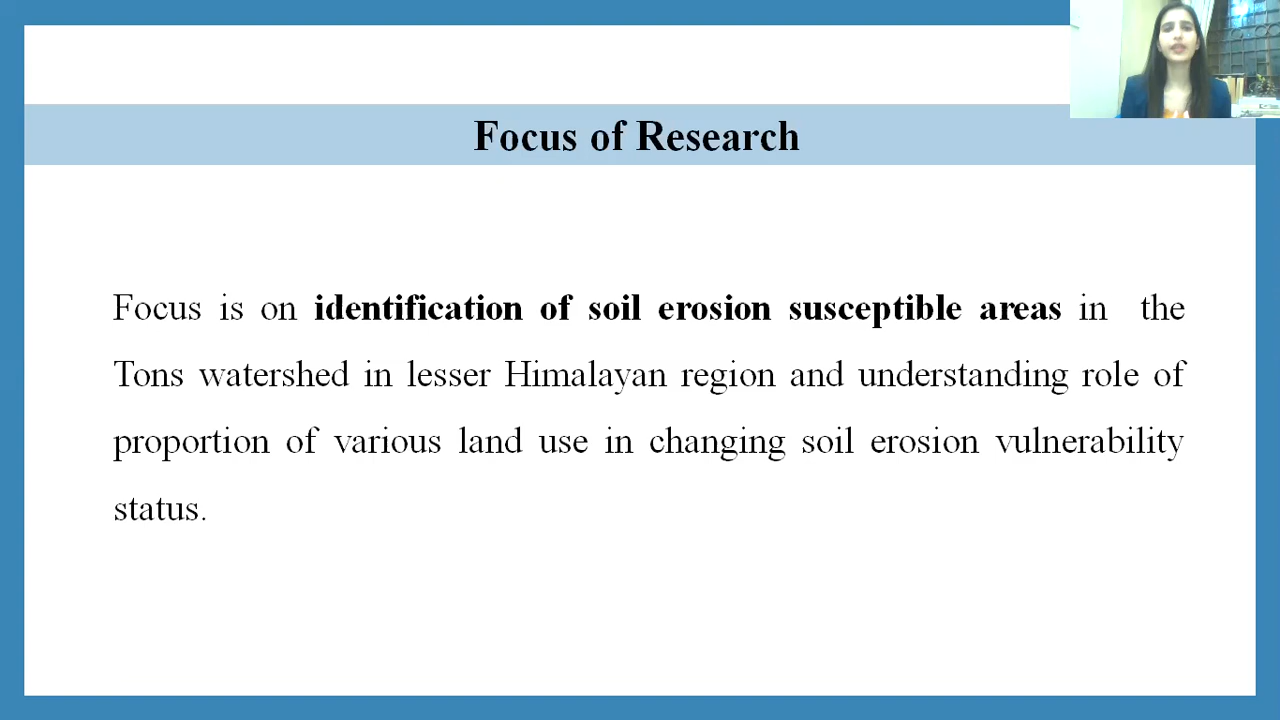 Focus of Research
Focus is on identification of soil erosion susceptible areas in the
Tons watershed in lesser Himalayan region and understanding role of
proportion of various land use in changing soil erosion vulnerability
status.